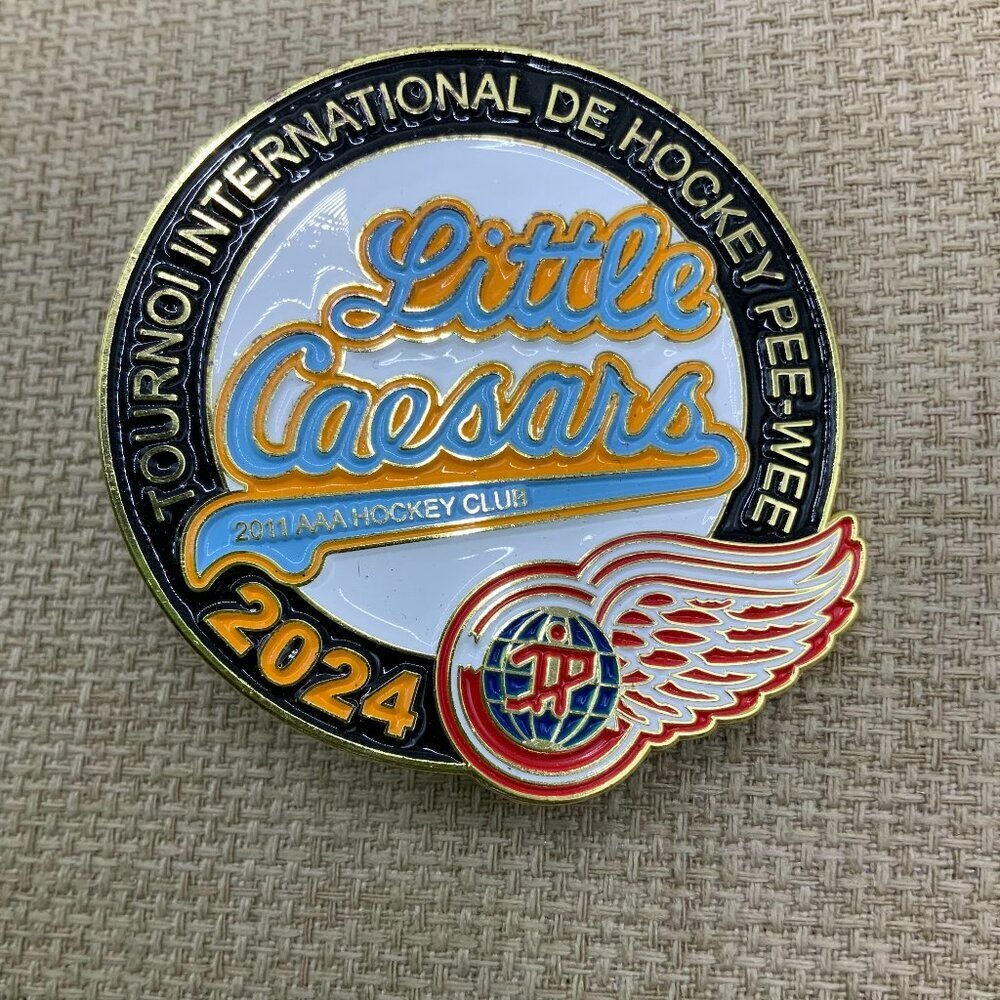 TOURNOI INTERNATIONAL DE HOCKEY PEE-WEE
Little
Caesars
2011 AAA HOCKEY CLUB
2024